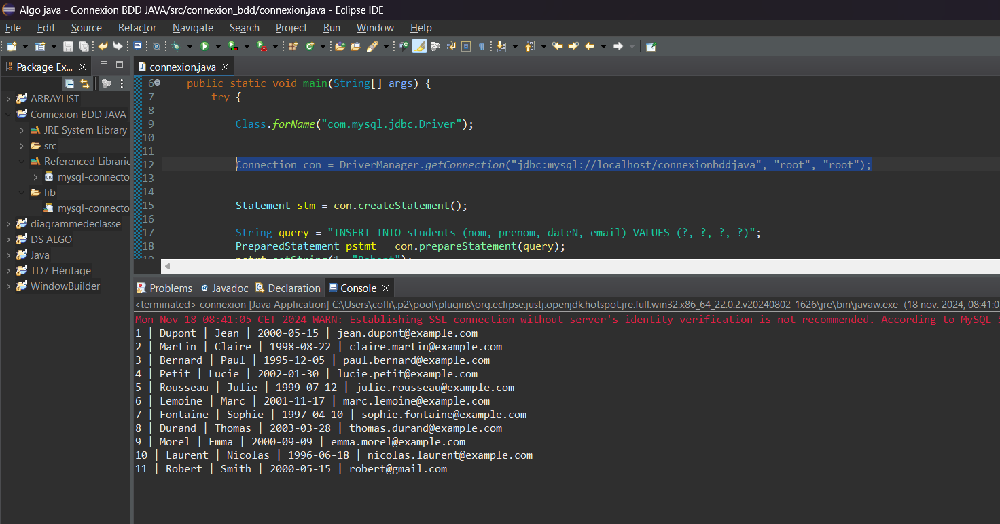 Algo java - Connexion BDD JAVA/src/connexion_bdd/connexion.java - Eclipse IDE
File Edit Source Refactor Navigate Search Project Run Window Help
Package Ex...
connexion.java
ARRAYLIST
Connexion BDD JAVA
JRE System Library
src
Referenced Librarie
mysql-connecto
lib
mysql-connecto
diagrammedeclasse
DS ALGO
Java
TD7 Héritage
WindowBuilder
6 public static void main(String[] args) {
7 try {
8
9 Class.forName("com.mysql.jdbc.Driver");
10
11
12 Connection con = DriverManager.getConnection("jdbc:mysql://localhost/connexionbddjava", "root", "root");
13
14
15 Statement stm = con.createStatement();
16
17 String query = "INSERT INTO students (nom, prenom, dateN, email) VALUES (?, ?, ?, ?)";
18 PreparedStatement pstmt = con.prepareStatement(query);
19 pstmt.setString(1, "Robert");
Problems Javadoc Declaration Console
<terminated> connexion [Java Application] C:\Users\colli\.p2\pool\plugins\org.eclipse.justj.openjdk.hotspot.jre.full.win32.x86_64_22.0.2.v20240802-1626\jre\bin\javaw.exe (18 nov. 2024, 08:41:0
Mon Nov 18 08:41:05 CET 2024 WARN: Establishing SSL connection without server's identity verification is not recommended. According to MySQL 5
1 | Dupont | Jean | 2000-05-15 | jean.dupont@example.com
2 | Martin | Claire | 1998-08-22 | claire.martin@example.com
3 | Bernard | Paul | 1995-12-05 | paul.bernard@example.com
4 | Petit | Lucie | 2002-01-30 | lucie.petit@example.com
5 | Rousseau | Julie | 1999-07-12 | julie.rousseau@example.com
6 | Lemoine | Marc | 2001-11-17 | marc.lemoine@example.com
7 | Fontaine | Sophie | 1997-04-10 | sophie.fontaine@example.com
8 | Durand | Thomas | 2003-03-28 | thomas.durand@example.com
9 | Morel | Emma | 2000-09-09 | emma.morel@example.com
10 | Laurent | Nicolas | 1996-06-18 | nicolas.laurent@example.com
11 | Robert | Smith | 2000-05-15 | robert@gmail.com